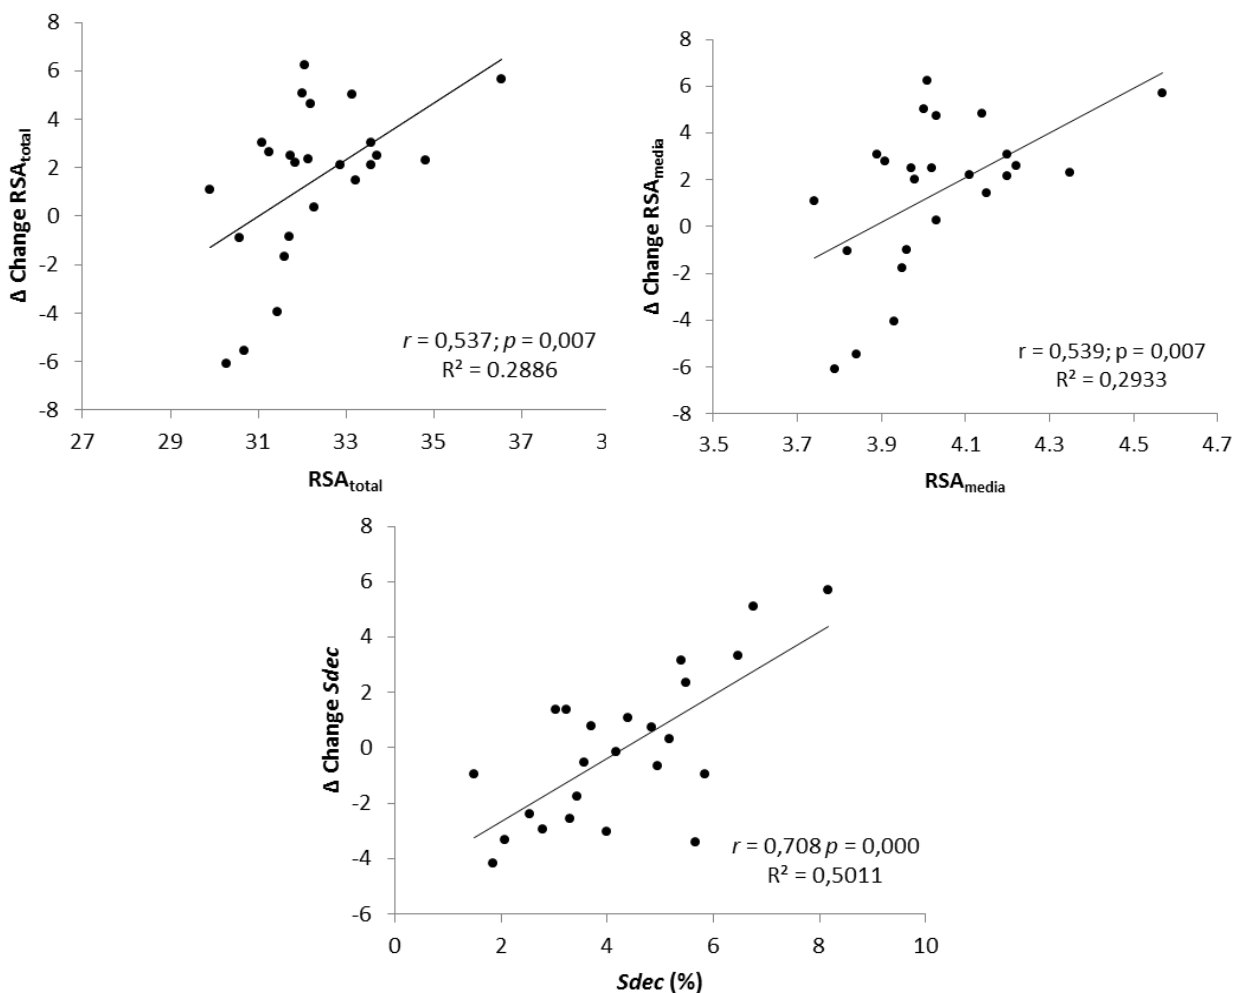 8
6
4
2
0
-2
-4
-6
-8
Δ Change RSAtotal
r = 0,537; p = 0,007
R² = 0.2886
27 29 31 33 35 37 3
RSAtotal
8
6
4
2
0
-2
-4
-6
-8
Δ Change RSAmedia
r = 0,539; p = 0,007
R² = 0,2933
3.5 3.7 3.9 4.1 4.3 4.5 4.7
RSAmedia
8
6
4
2
0
-2
-4
-6
Δ Change Sdec
r = 0,708 p = 0,000
R² = 0,5011
0 2 4 6 8 10
Sdec (%)